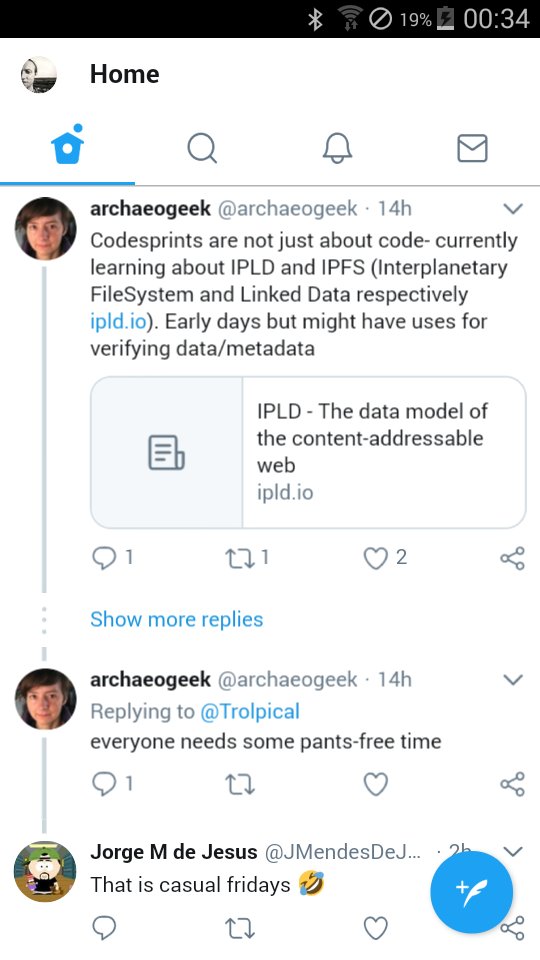 19% 00:34
Home
archaeogeek @archaeogeek · 14h
Codesprints are not just about code- currently
learning about IPLD and IPFS (Interplanetary
FileSystem and Linked Data respectively
ipld.io). Early days but might have uses for
verifying data/metadata
IPLD - The data model of
the content-addressable
web
ipld.io
1 1 2
Show more replies
archaeogeek @archaeogeek · 14h
Replying to @Trolpical
everyone needs some pants-free time
1
Jorge M de Jesus @JMendesDeJ... · 2h
That is casual fridays 🤣